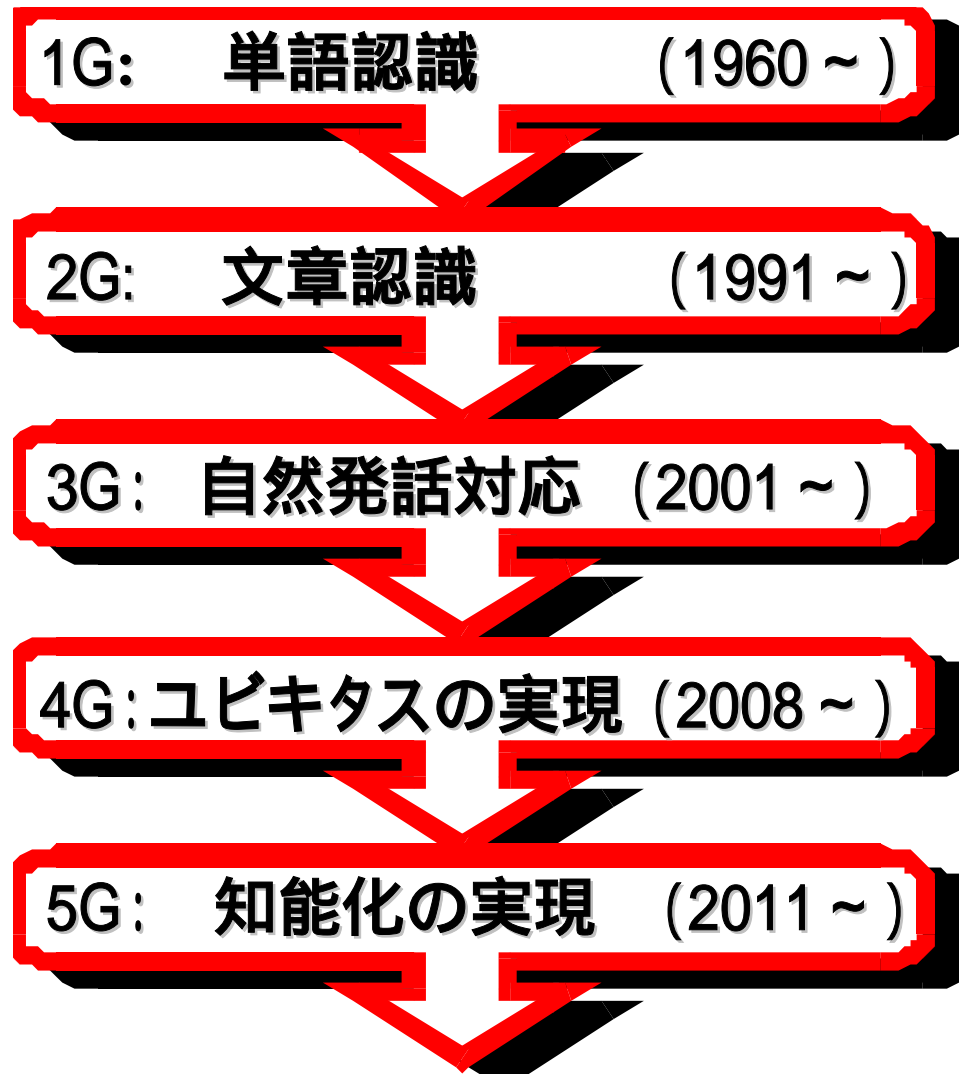 1G: 単語認識 (1960~)
2G: 文章認識 (1991~)
3G: 自然発話対応 (2001~)
4G:ユビキタスの実現 (2008~)
5G: 知能化の実現 (2011~)